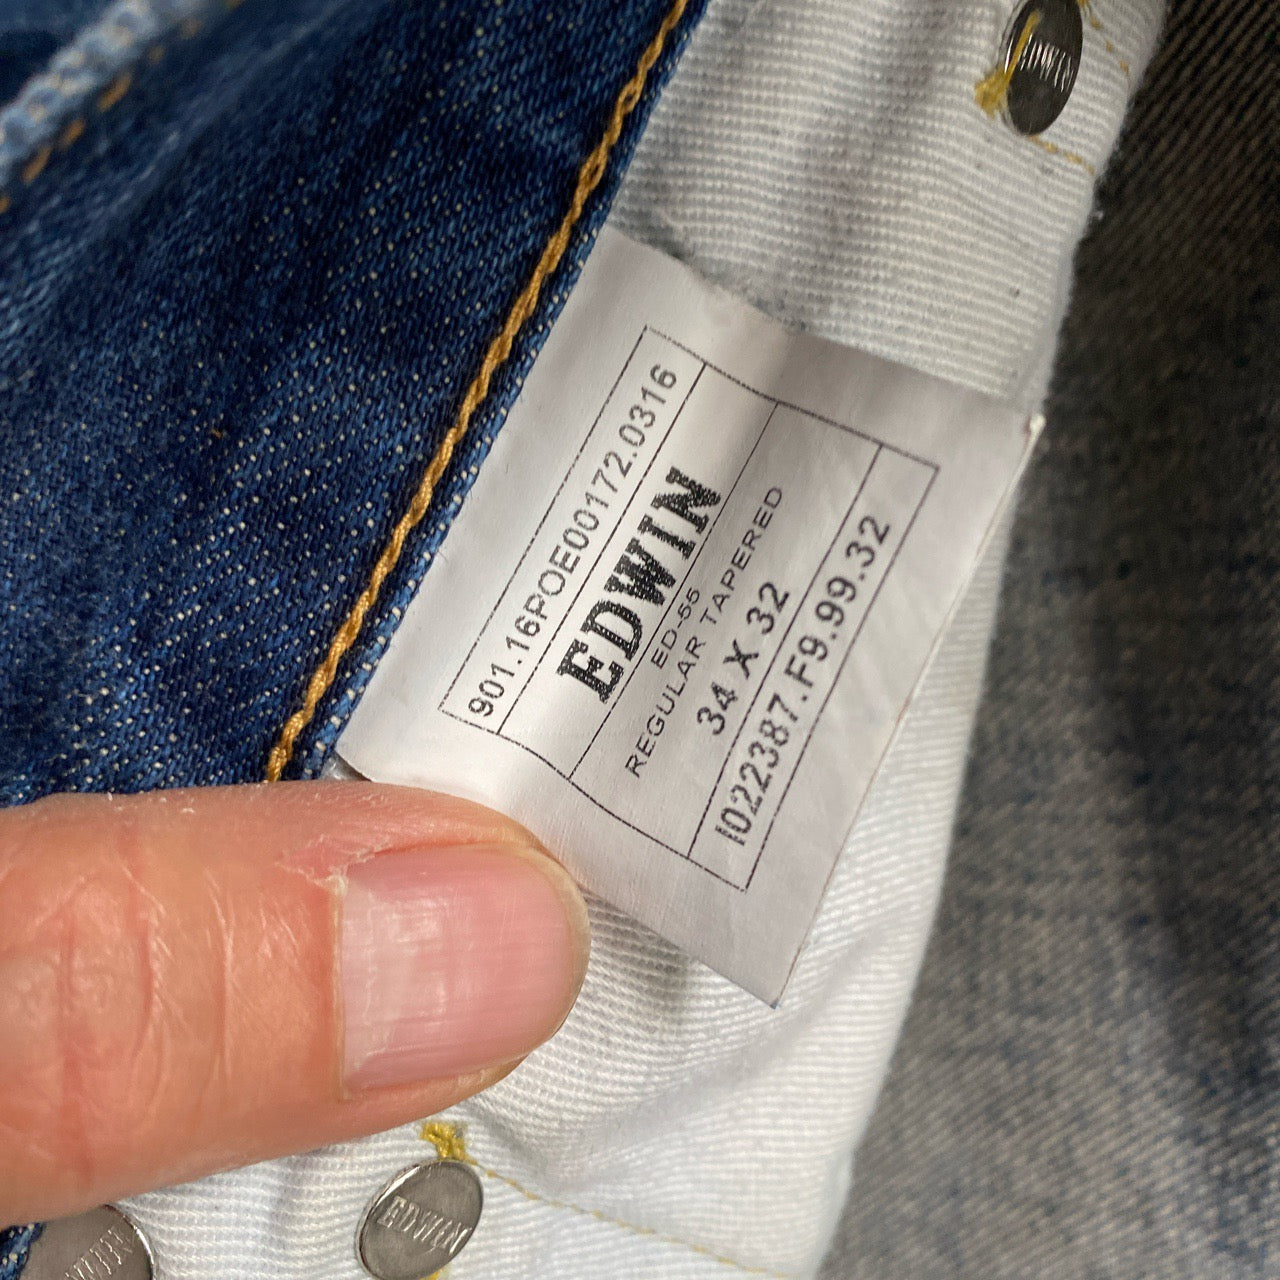 EDWIN
901.16POE00172.0316
EDWIN
ED-55
REGULAR TAPERED
34 X 32
I022387.F9.99.32
EDWIN